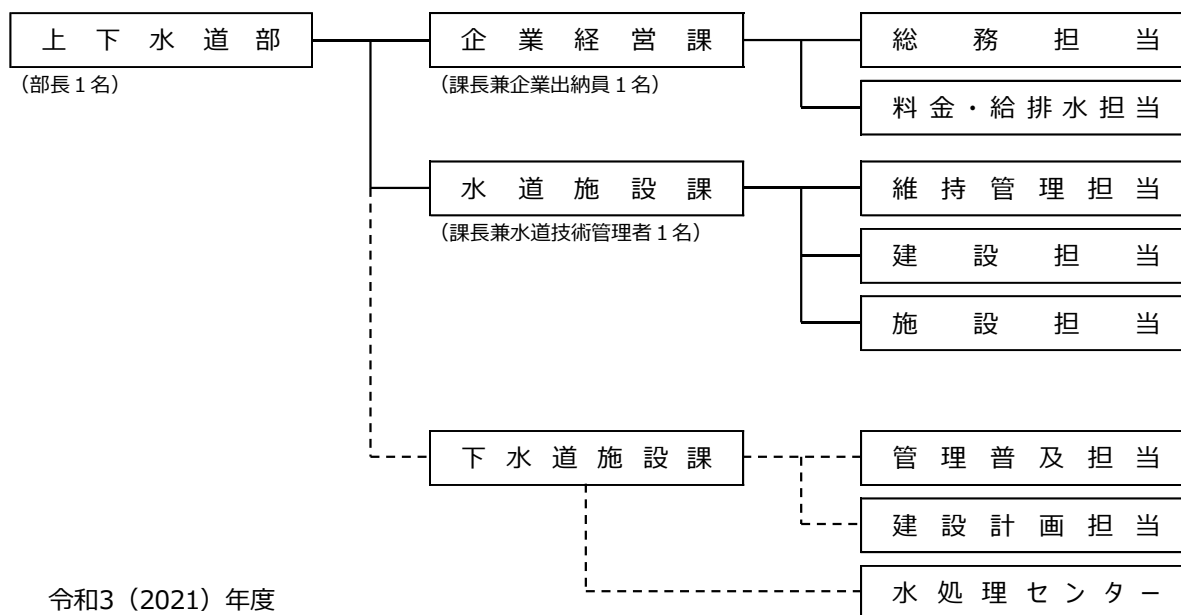 上下水道部
(部長1名)
企業経営課
(課長兼企業出納員1名)
総務担当
料金・給排水担当
水道施設課
(課長兼水道技術管理者1名)
維持管理担当
建設担当
施設担当
下水道施設課
管理普及担当
建設計画担当
水処理センター
令和3(2021)年度